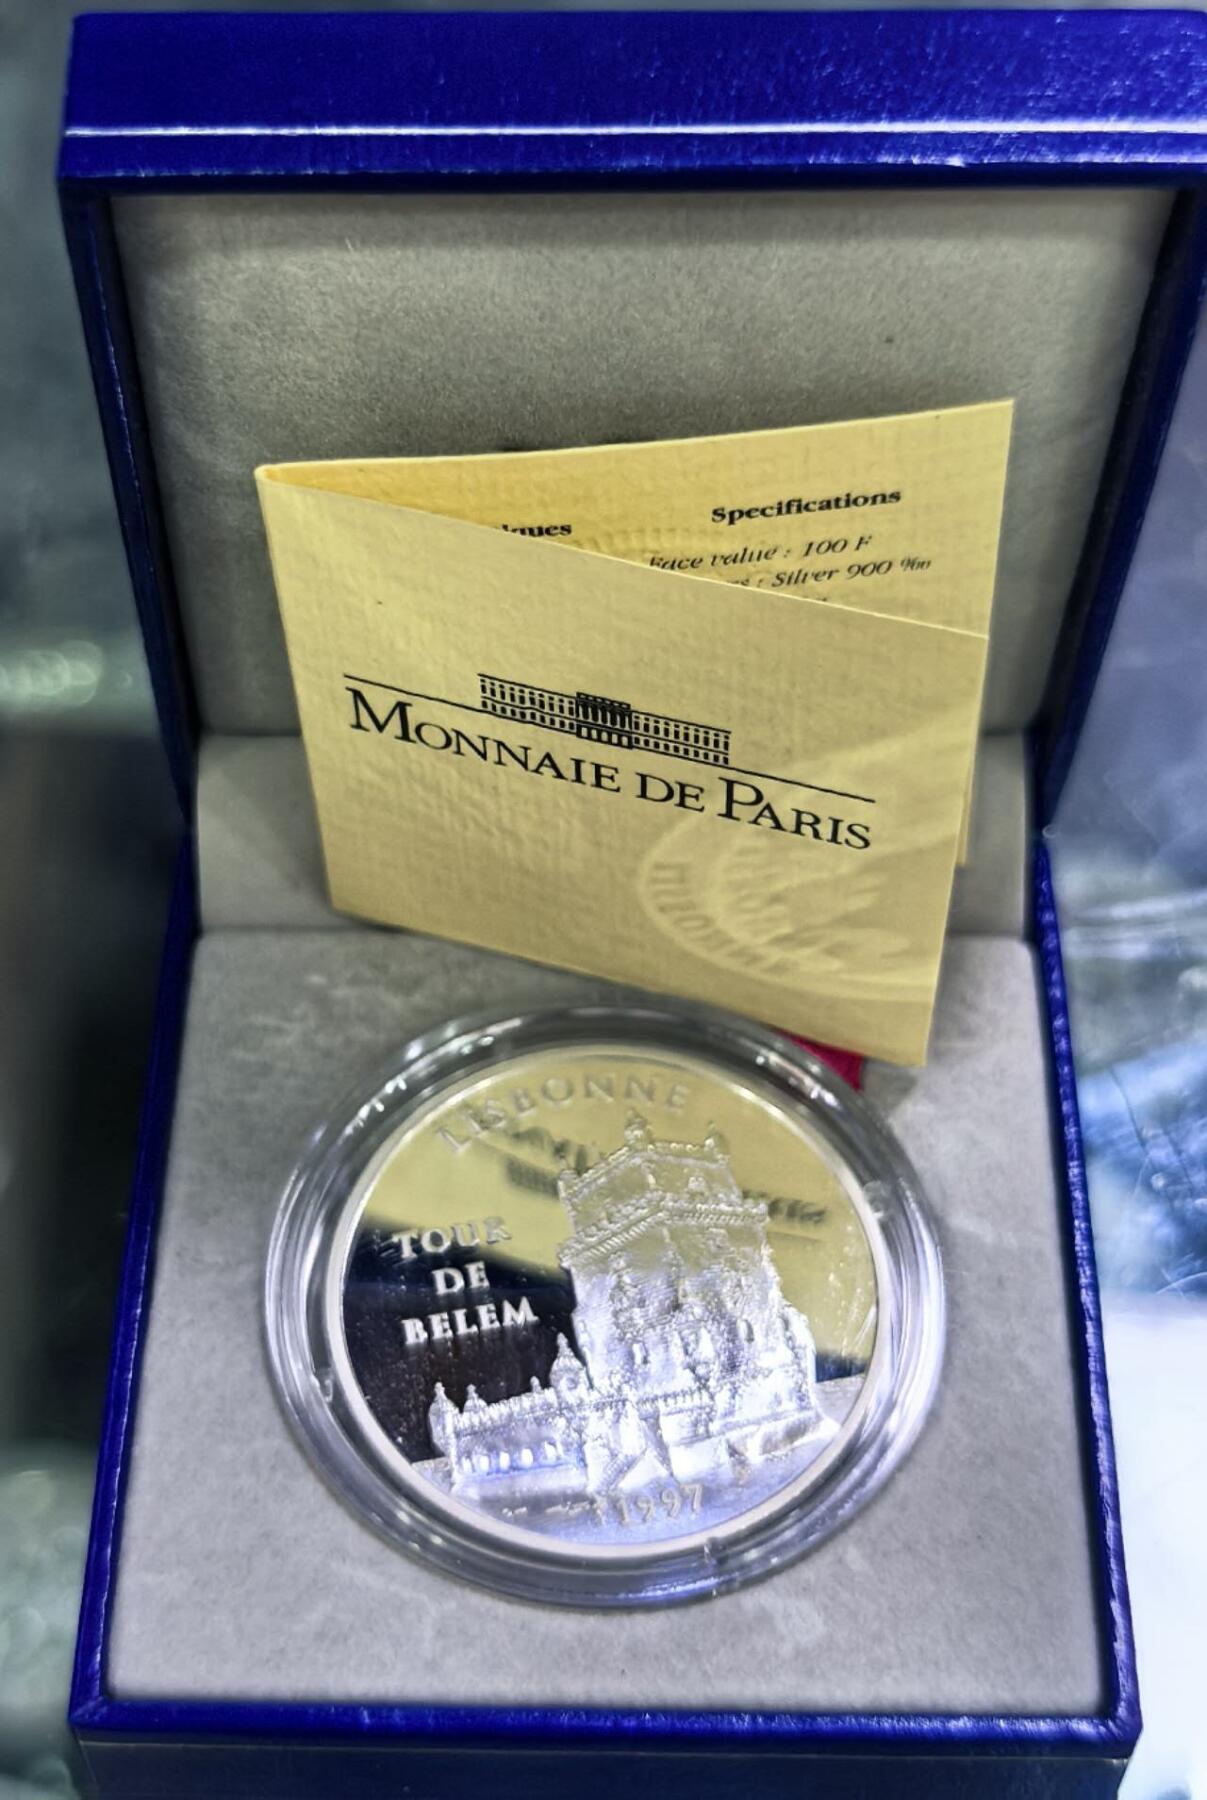 Specifications
Face value : 100 F
: Silver 900 ‰
MONNAIE DE PARIS
LISBONNE
TOUR
DE
BELEM
1997